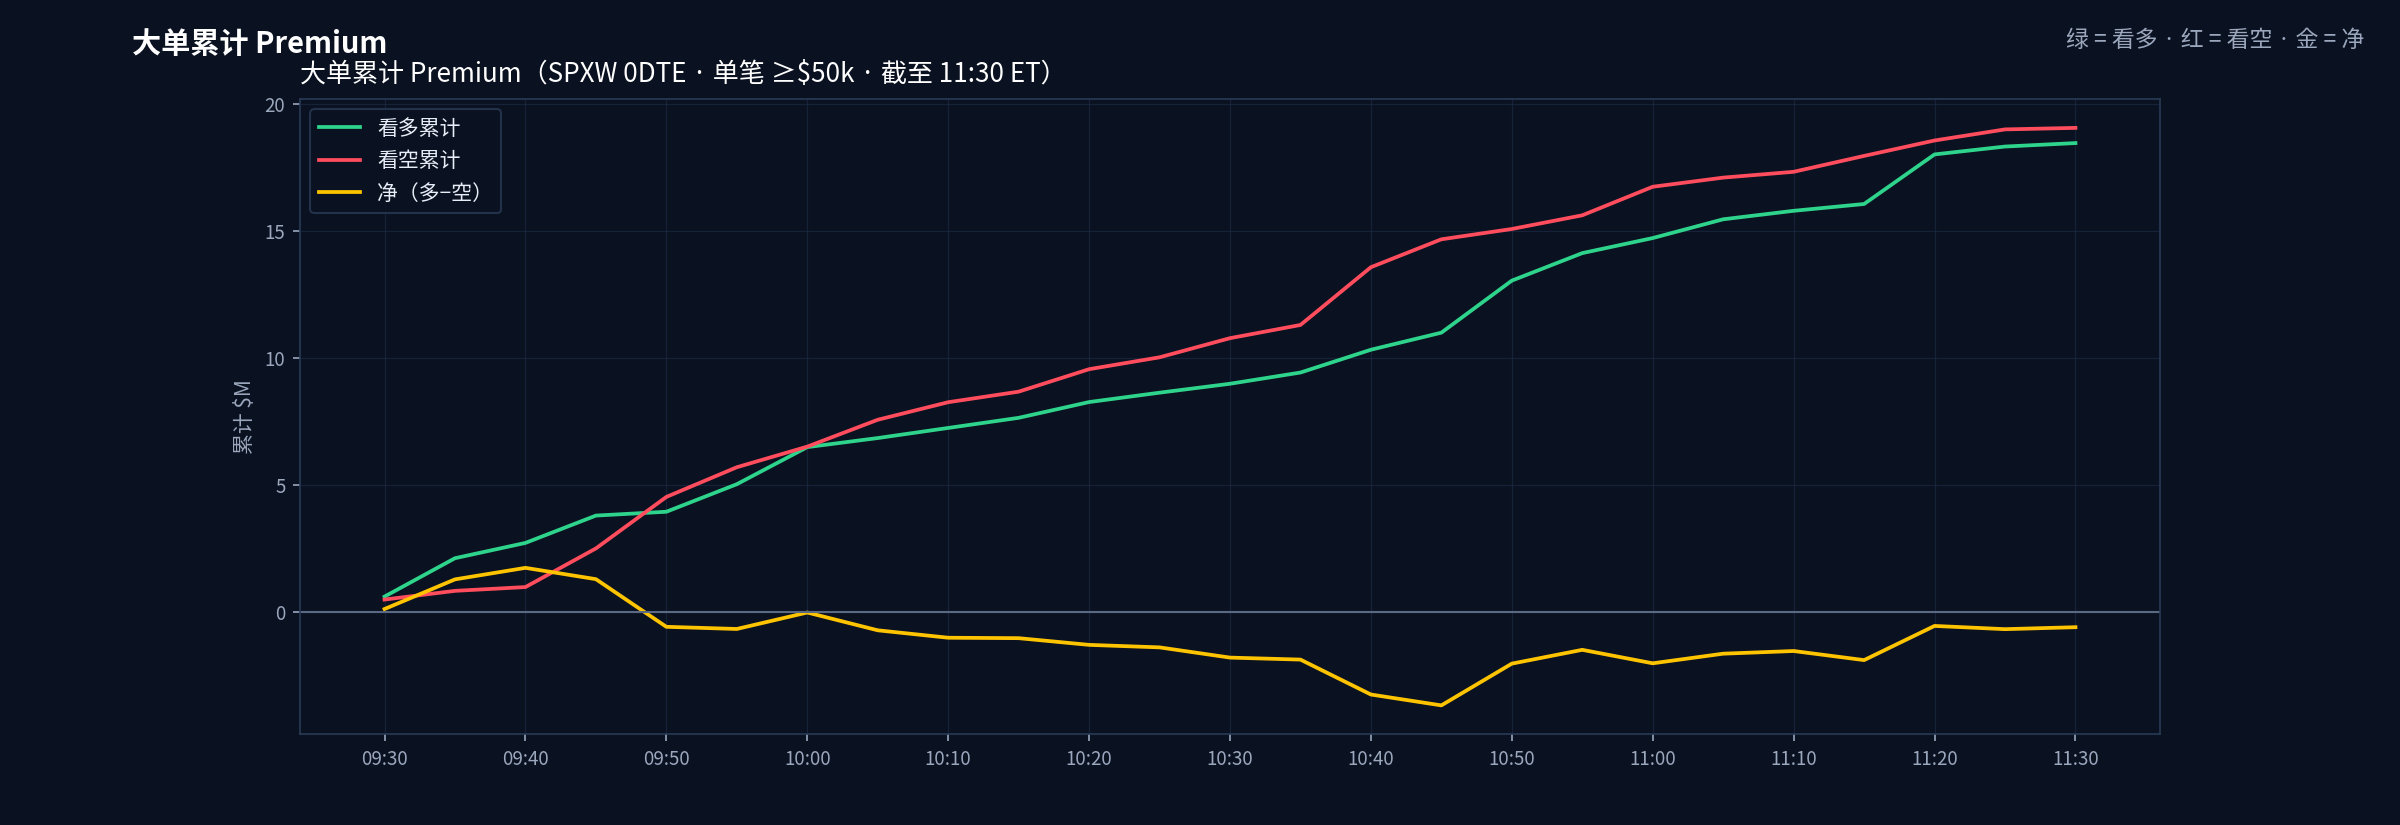 大单累计 Premium
绿 = 看多 · 红 = 看空 · 金 = 净
大单累计 Premium（SPXW 0DTE · 单笔 ≥$50k · 截至 11:30 ET）
看多累计
看空累计
净（多−空）
累计 $M
20
15
10
5
0
09:30 09:40 09:50 10:00 10:10 10:20 10:30 10:40 10:50 11:00 11:10 11:20 11:30